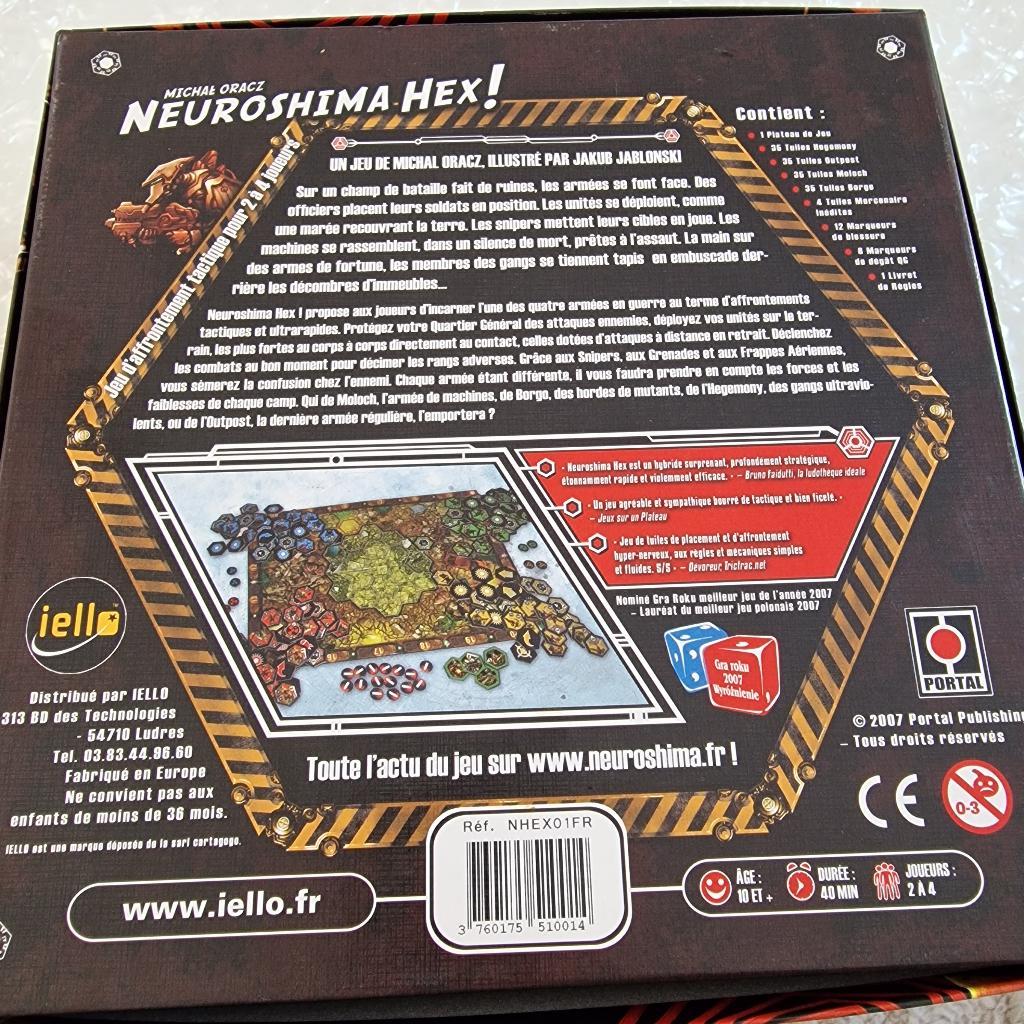 MICHAŁ ORACZ
NEUROSHIMA HEX!
Jeu d'affrontement tactique pour 2 à 4 joueurs
UN JEU DE MICHAL ORACZ, ILLUSTRÉ PAR JAKUB JABLONSKI
Sur un champ de bataille fait de ruines, les armées se font face. Des
officiers placent leurs soldats en position. Les unités se déploient, comme
une marée recouvrant la terre. Les snipers mettent leurs cibles en joue. Les
machines se rassemblent, dans un silence de mort, prêtes à l'assaut. La main sur
des armes de fortune, les membres des gangs se tiennent tapis en embuscade der-
rière les décombres d'immeubles...
Neuroshima Hex ! propose aux joueurs d'incarner l'une des quatre armées en guerre au terme d'affrontements
tactiques et ultrarapides. Protégez votre Quartier Général des attaques ennemies, déployez vos unités sur le ter-
rain, les plus fortes au corps à corps directement au contact, celles dotées d'attaques à distance en retrait. Déclenchez
les combats au bon moment pour décimer les rangs adverses. Grâce aux Snipers, aux Grenades et aux Frappes Aériennes,
vous sèmerez la confusion chez l'ennemi. Chaque armée étant différente, il vous faudra prendre en compte les forces et les
faiblesses de chaque camp. Qui de Moloch, l'armée de machines, de Borgo, des hordes de mutants, de l'Hegemony, des gangs ultravio-
lents, ou de l'Outpost, la dernière armée régulière, l'emportera ?
Contient :
1 Plateau de Jeu
35 Tuiles Hegemony
35 Tuiles Outpost
35 Tuiles Moloch
35 Tuiles Borgo
4 Tuiles Mercenaire
inédites
12 Marqueurs
de blessure
8 Marqueurs
de dégât QG
1 Livret
de Règles
- Neuroshima Hex est un hybride surprenant, profondément stratégique,
étonnamment rapide et violemment efficace. - – Bruno Faidutti, la ludothèque idéale
- Un jeu agréable et sympathique bourré de tactique et bien ficelé. -
– Jeux sur un Plateau
- Jeu de tuiles de placement et d'affrontement
hyper-nerveux, aux règles et mécaniques simples
et fluides. 5/5 - – Dévoreur, Trictrac.net
Nominé Gra Roku meilleur jeu de l'année 2007
– Lauréat du meilleur jeu polonais 2007
Gra roku
2007
Wyróżnienie
iello
Distribué par IELLO
313 BD des Technologies
- 54710 Ludres
Tel. 03.83.44.96.60
Fabriqué en Europe
Ne convient pas aux
enfants de moins de 36 mois.
IELLO est une marque déposée de la sarl cartagogo.
PORTAL
© 2007 Portal Publishin
– Tous droits réservés
CE
0-3
Toute l'actu du jeu sur www.neuroshima.fr !
www.iello.fr
Réf. NHEX01FR
3 760175 510014
ÂGE :
10 ET +
DURÉE :
40 MIN
JOUEURS :
2 À 4